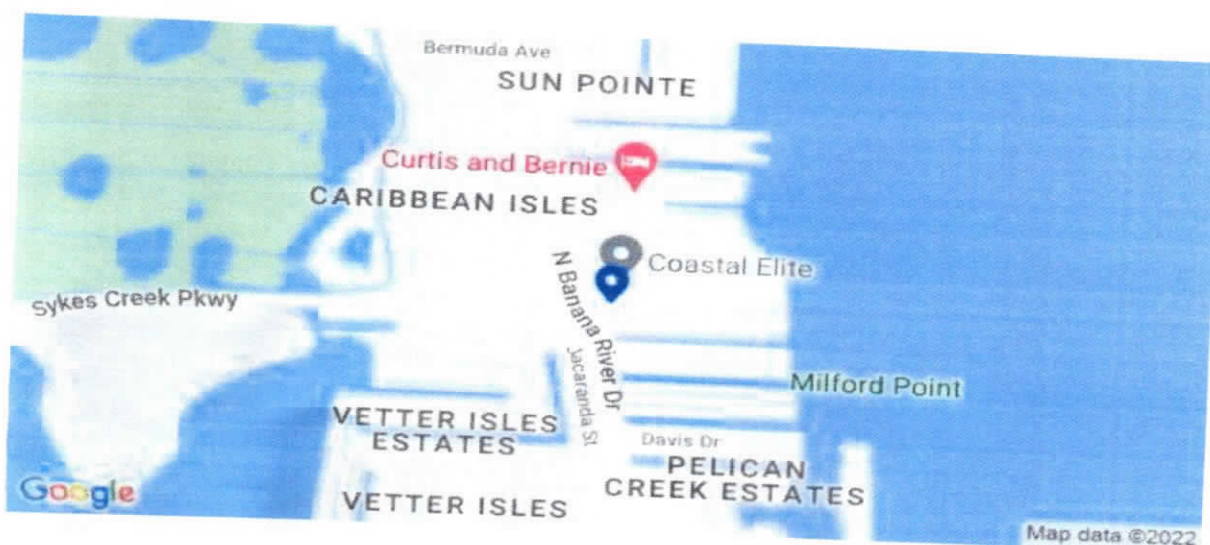 Bermuda Ave
SUN POINTE
Curtis and Bernie
CARIBBEAN ISLES
Coastal Elite
N Banana River Dr
Sykes Creek Pkwy
Jacaranda St
Milford Point
VETTER ISLES
ESTATES
Davis Dr
PELICAN
CREEK ESTATES
VETTER ISLES
Google
Map data ©2022